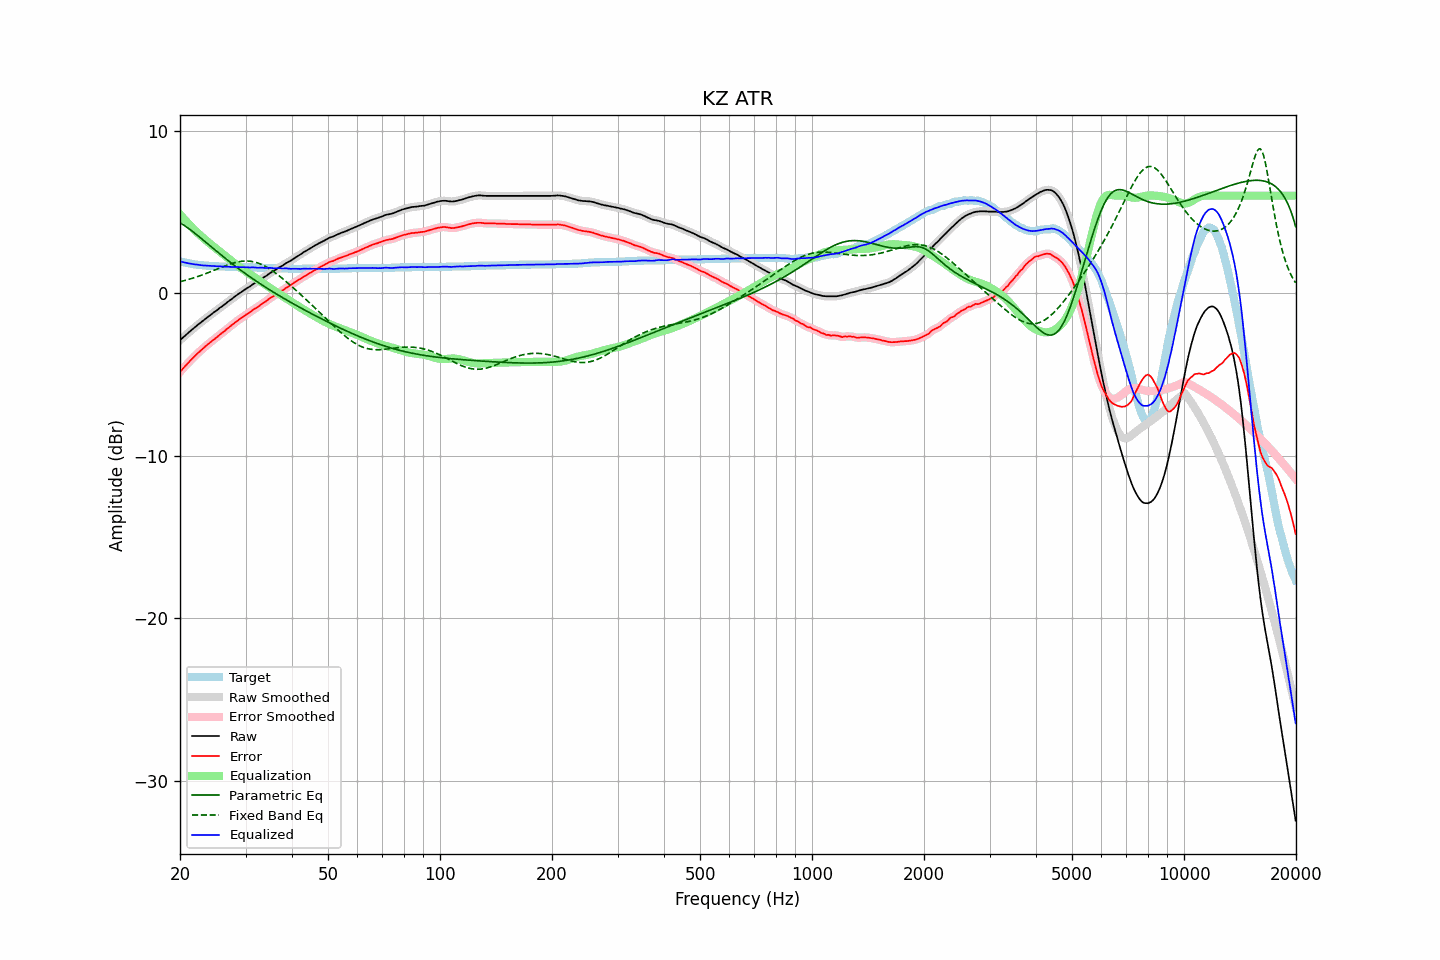 KZ ATR
Amplitude (dBr)
10
0
−10
−20
−30
Target
Raw Smoothed
Error Smoothed
Raw
Error
Equalization
Parametric Eq
Fixed Band Eq
Equalized
20 50 100 200 500 1000 2000 5000 10000 20000
Frequency (Hz)